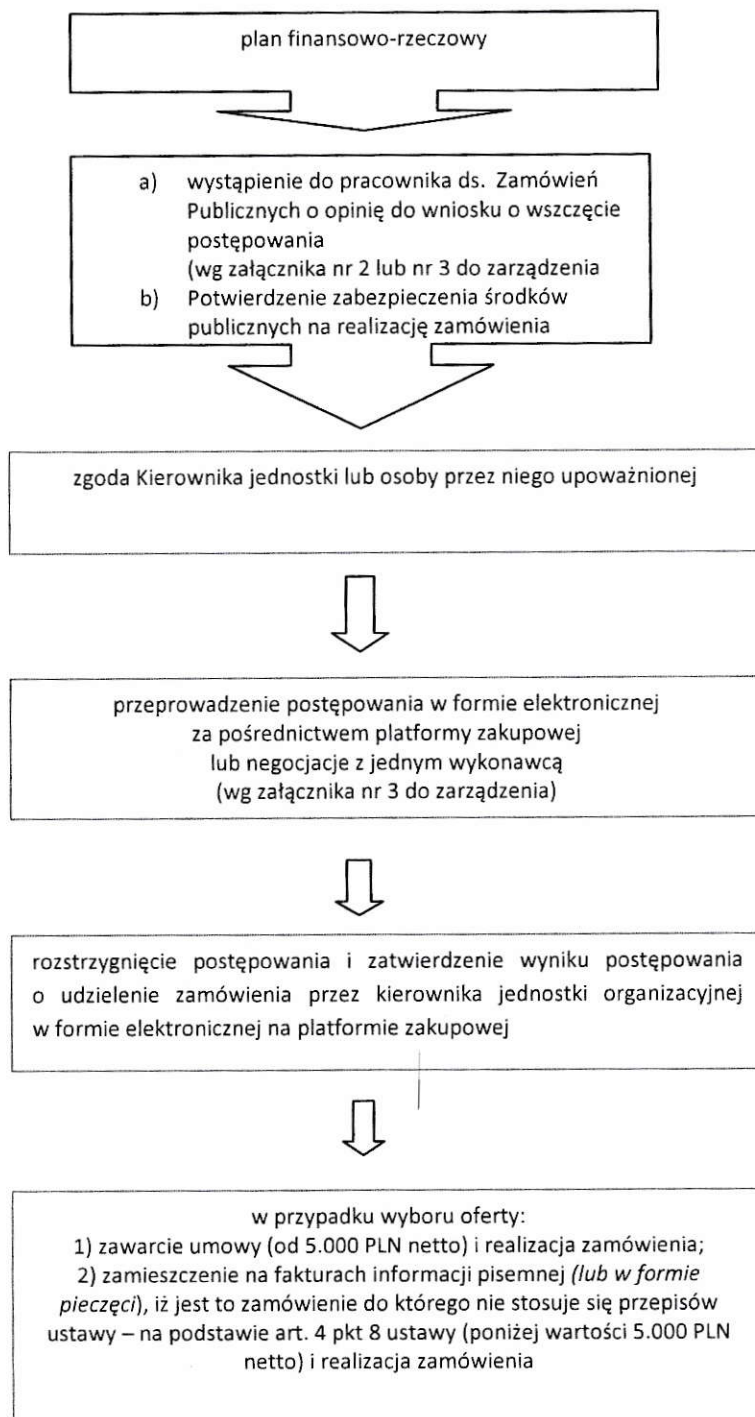 plan finansowo-rzeczowy
a) wystąpienie do pracownika ds. Zamówień
Publicznych o opinię do wniosku o wszczęcie
postępowania
(wg załącznika nr 2 lub nr 3 do zarządzenia
b) Potwierdzenie zabezpieczenia środków
publicznych na realizację zamówienia
zgoda Kierownika jednostki lub osoby przez niego upoważnionej
przeprowadzenie postępowania w formie elektronicznej
za pośrednictwem platformy zakupowej
lub negocjacje z jednym wykonawcą
(wg załącznika nr 3 do zarządzenia)
rozstrzygnięcie postępowania i zatwierdzenie wyniku postępowania
o udzielenie zamówienia przez kierownika jednostki organizacyjnej
w formie elektronicznej na platformie zakupowej
w przypadku wyboru oferty:
1) zawarcie umowy (od 5.000 PLN netto) i realizacja zamówienia;
2) zamieszczenie na fakturach informacji pisemnej (lub w formie
pieczęci), iż jest to zamówienie do którego nie stosuje się przepisów
ustawy – na podstawie art. 4 pkt 8 ustawy (poniżej wartości 5.000 PLN
netto) i realizacja zamówienia